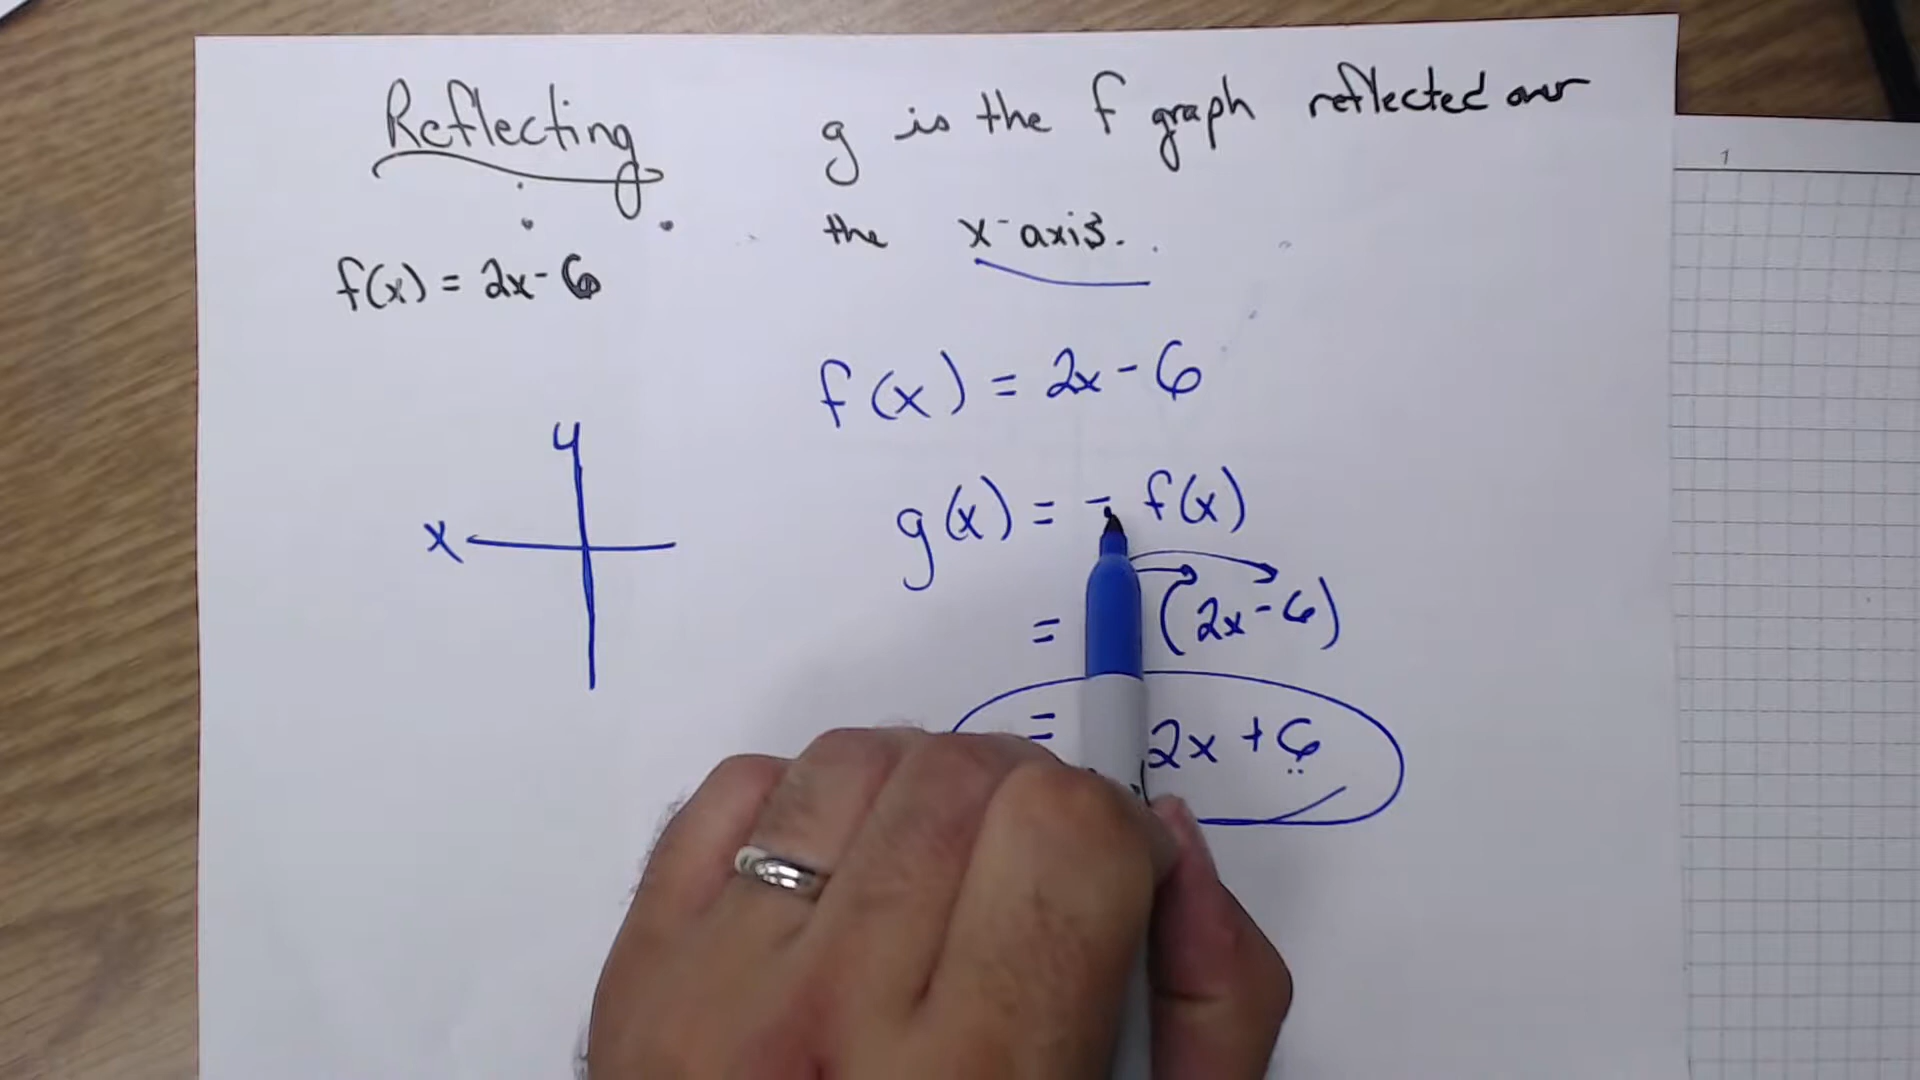 Reflecting
g is the f graph reflected over
the x-axis.
f(x) = 2x - 6
f(x) = 2x - 6
y
x
g(x) = - f(x)
= (2x - 6)
= 2x + 6